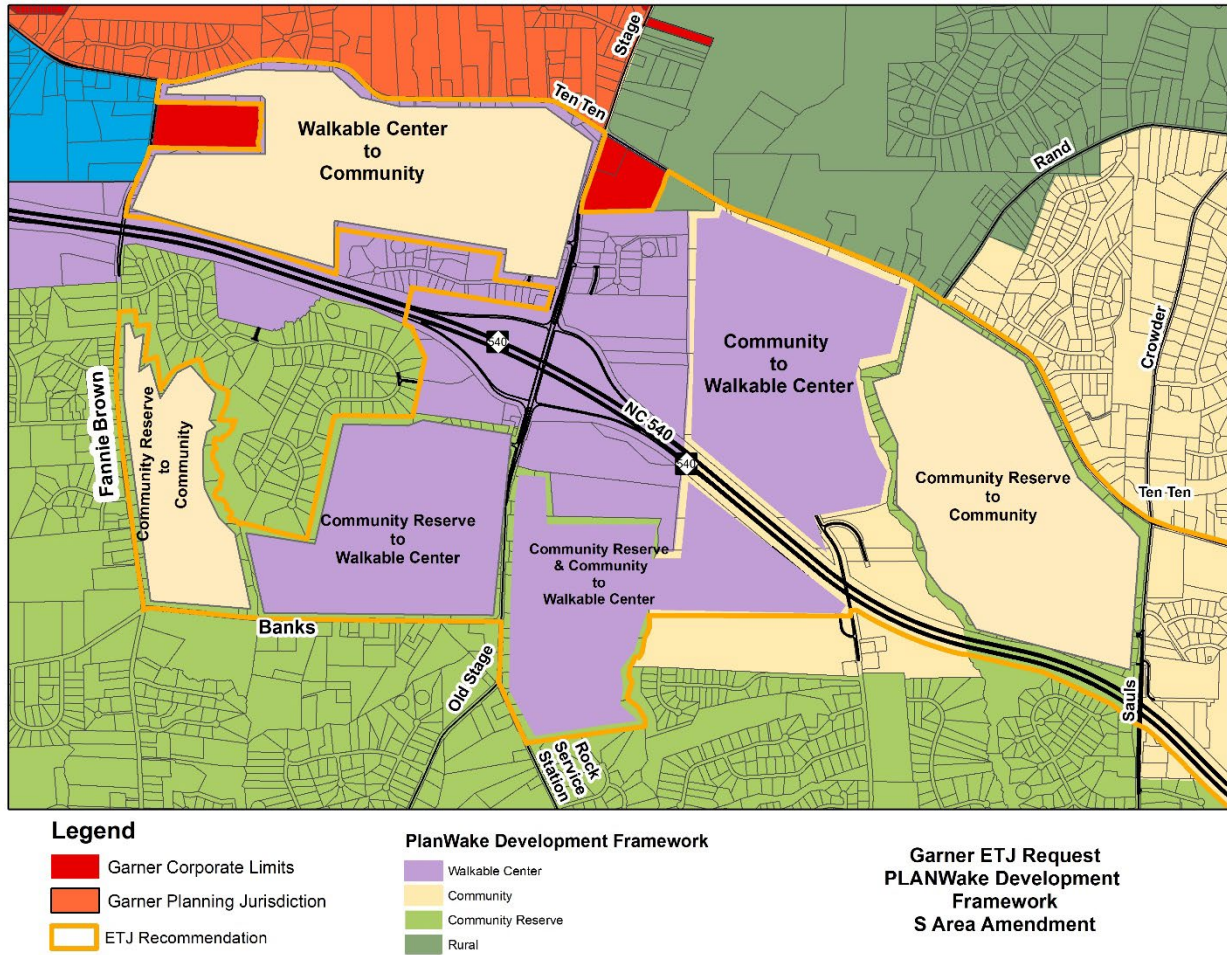 Stage
Ten Ten
Walkable Center
to
Community
Rand
Crowder
Community
to
Walkable Center
540
NC 540
540
Fannie Brown
Community Reserve
to
Community
Community Reserve
to
Walkable Center
Community Reserve
& Community
to
Walkable Center
Community Reserve
to
Community
Ten-Ten
Banks
Old Stage
Rock
Service
Station
Sauls
Legend
Garner Corporate Limits
Garner Planning Jurisdiction
ETJ Recommendation
PlanWake Development Framework
Walkable Center
Community
Community Reserve
Rural
Garner ETJ Request
PLANWake Development
Framework
S Area Amendment